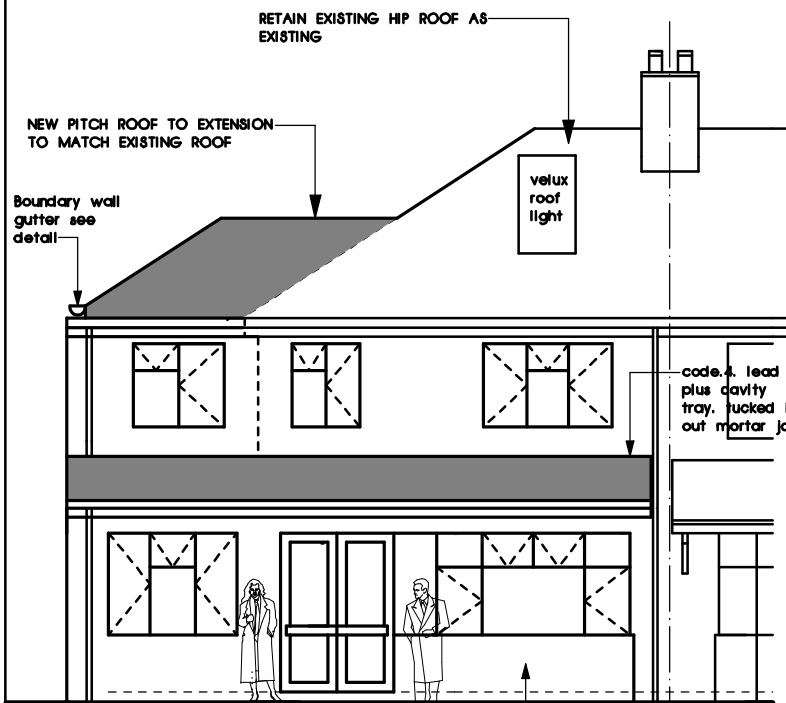 RETAIN EXISTING HIP ROOF AS
EXISTING
NEW PITCH ROOF TO EXTENSION
TO MATCH EXISTING ROOF
Boundary wall
gutter see
detail
velux
roof
light
code.4. lead
plus cavity
tray. tucked
out mortar